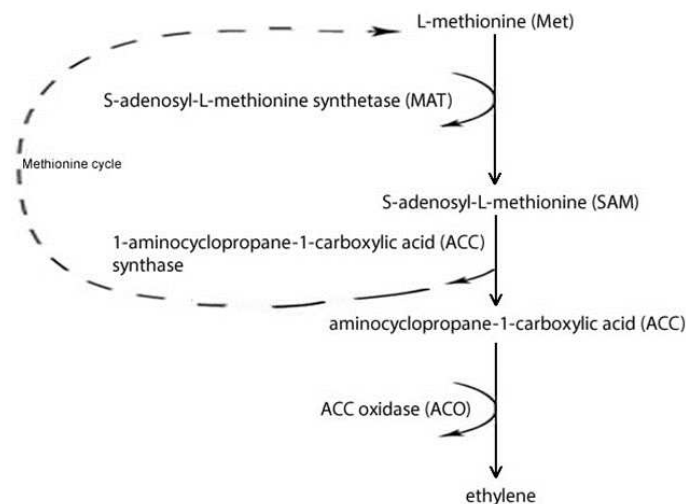 L-methionine (Met)
S-adenosyl-L-methionine synthetase (MAT)
Methionine cycle
S-adenosyl-L-methionine (SAM)
1-aminocyclopropane-1-carboxylic acid (ACC)
synthase
aminocyclopropane-1-carboxylic acid (ACC)
ACC oxidase (ACO)
ethylene